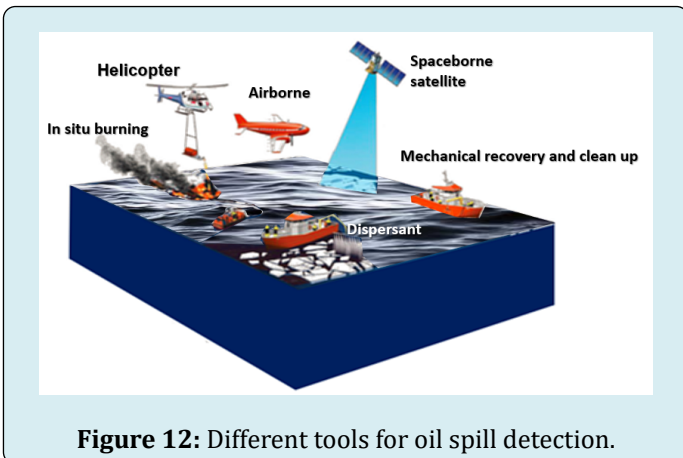 Spaceborne
satellite
Helicopter
Airborne
In situ burning
Mechanical recovery and clean up
Dispersant
Figure 12: Different tools for oil spill detection.